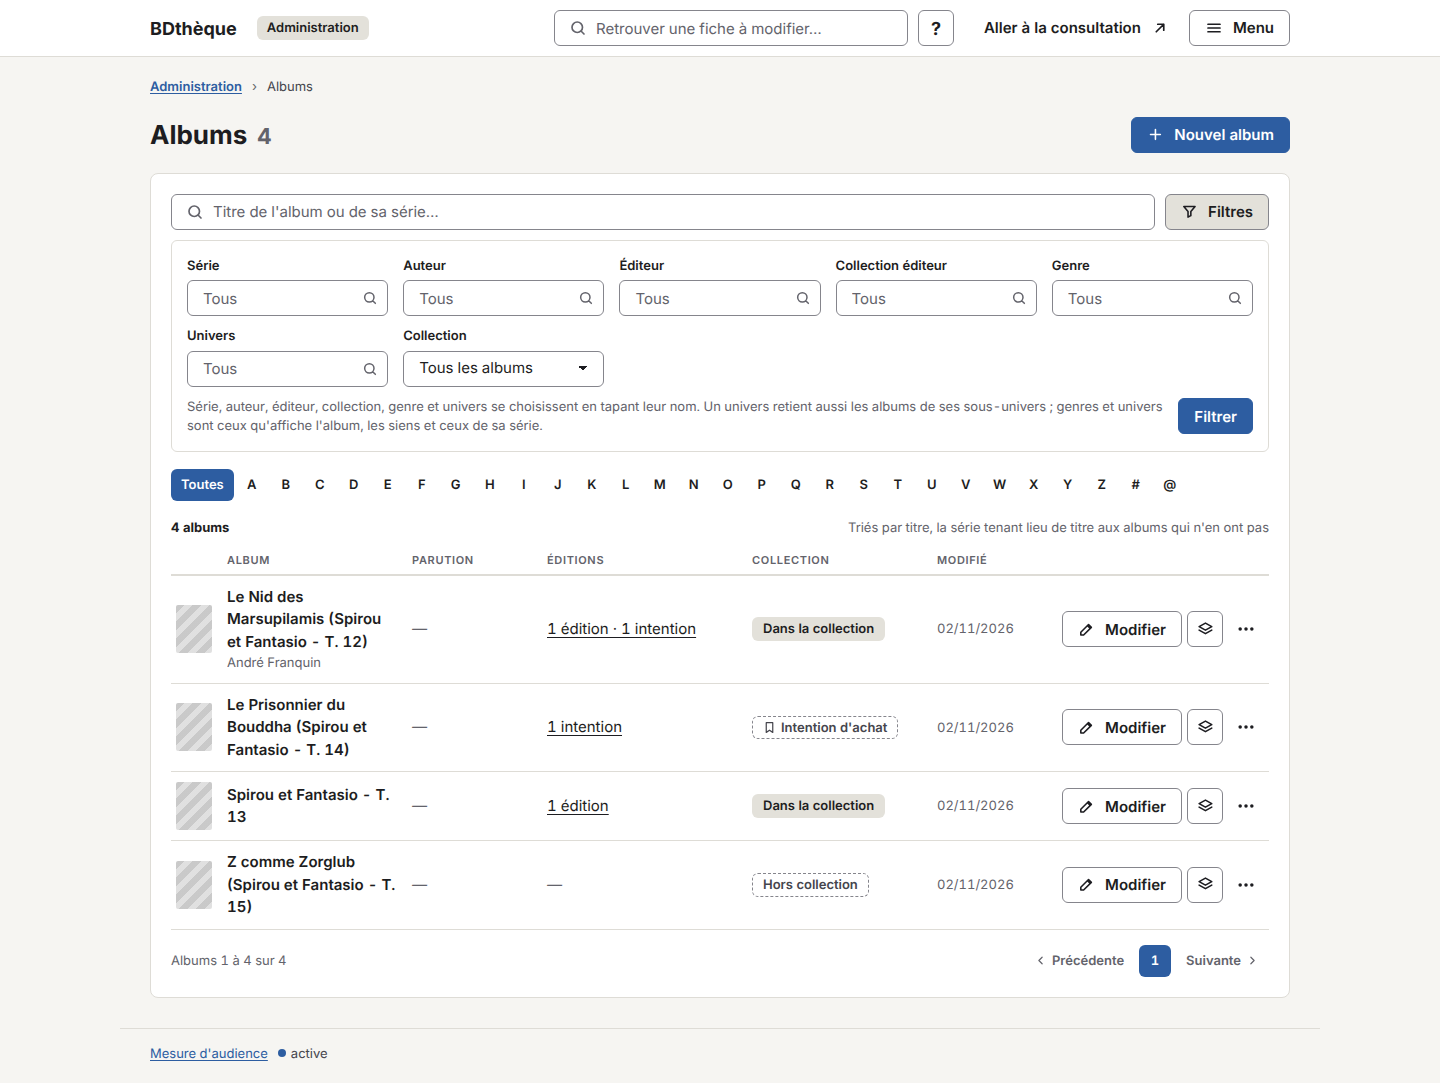 BDthèque Administration Retrouver une fiche à modifier... ? Aller à la consultation Menu
Administration › Albums
Albums 4 Nouvel album
Titre de l'album ou de sa série... Filtres
Série Auteur Éditeur Collection éditeur Genre
Tous Tous Tous Tous Tous
Univers Collection
Tous Tous les albums
Série, auteur, éditeur, collection, genre et univers se choisissent en tapant leur nom. Un univers retient aussi les albums de ses sous-univers ; genres et univers
sont ceux qu'affiche l'album, les siens et ceux de sa série.
Filtrer
Toutes A B C D E F G H I J K L M N O P Q R S T U V W X Y Z # @
4 albums Triés par titre, la série tenant lieu de titre aux albums qui n'en ont pas
ALBUM PARUTION ÉDITIONS COLLECTION MODIFIÉ
Le Nid des
Marsupilamis (Spirou
et Fantasio - T. 12)
André Franquin
— 1 édition · 1 intention Dans la collection 02/11/2026 Modifier
Le Prisonnier du
Bouddha (Spirou et
Fantasio - T. 14)
— 1 intention Intention d'achat 02/11/2026 Modifier
Spirou et Fantasio - T.
13
— 1 édition Dans la collection 02/11/2026 Modifier
Z comme Zorglub
(Spirou et Fantasio - T.
15)
— — Hors collection 02/11/2026 Modifier
Albums 1 à 4 sur 4 Précédente 1 Suivante
Mesure d'audience active